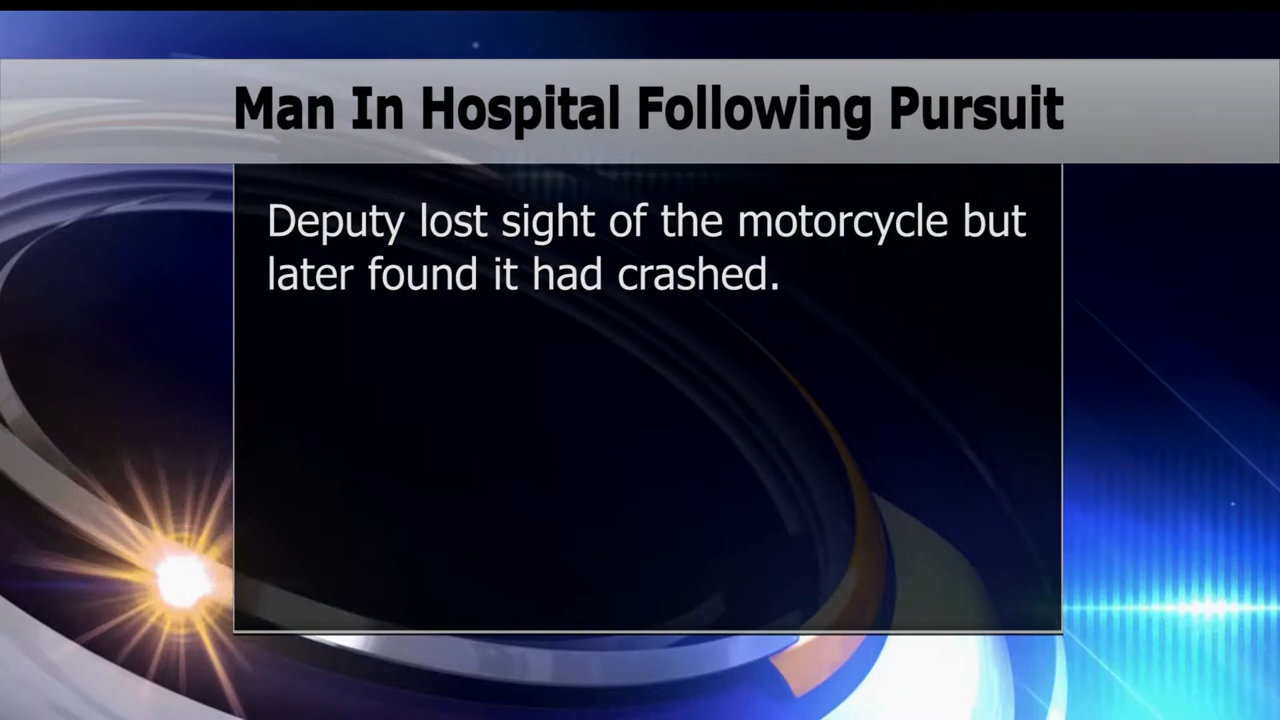 Man In Hospital Following Pursuit
Deputy lost sight of the motorcycle but
later found it had crashed.